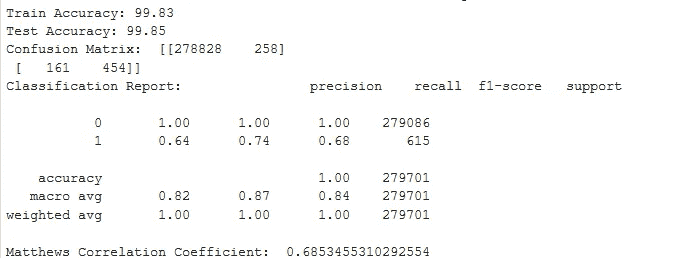 Train Accuracy: 99.83
Test Accuracy: 99.85
Confusion Matrix:  [[278828    258]
 [   161    454]]
Classification Report:               precision    recall  f1-score   support

           0       1.00      1.00      1.00    279086
           1       0.64      0.74      0.68       615

    accuracy                           1.00    279701
   macro avg       0.82      0.87      0.84    279701
weighted avg       1.00      1.00      1.00    279701

Matthews Correlation Coefficient:  0.6853455310292554